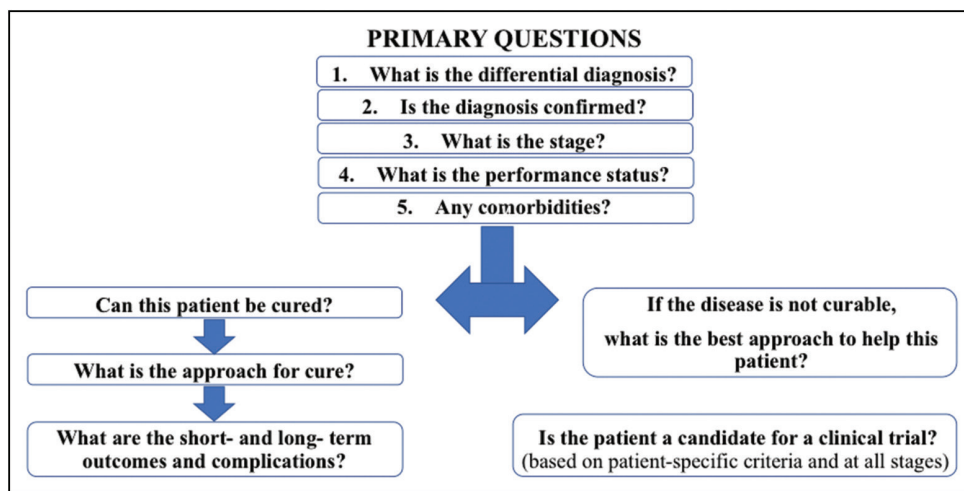 PRIMARY QUESTIONS
1. What is the differential diagnosis?
2. Is the diagnosis confirmed?
3. What is the stage?
4. What is the performance status?
5. Any comorbidities?
Can this patient be cured?
What is the approach for cure?
What are the short- and long- term
outcomes and complications?
If the disease is not curable,
what is the best approach to help this
patient?
Is the patient a candidate for a clinical trial?
(based on patient-specific criteria and at all stages)